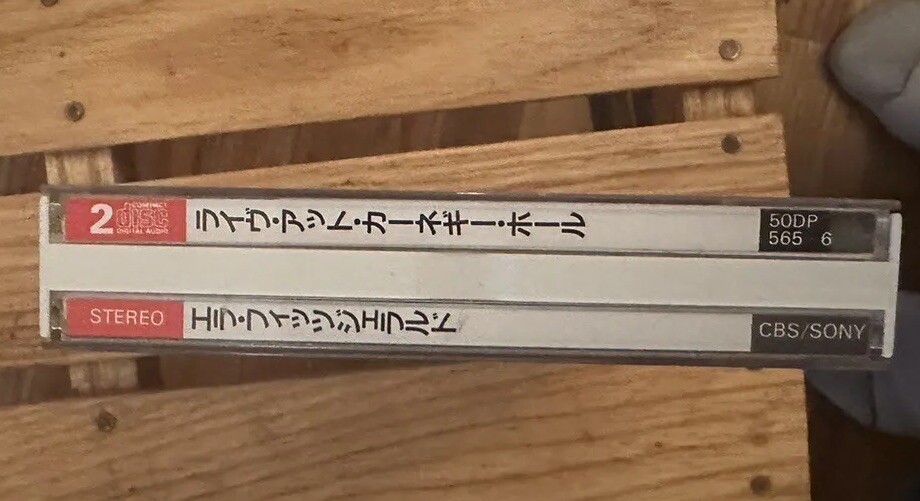 2
COMPACT
disc
DIGITAL AUDIO
ライヴ・アット・カーネギー・ホール
50DP
565 6
STEREO
エラ・フィッツジェラルド
CBS/SONY